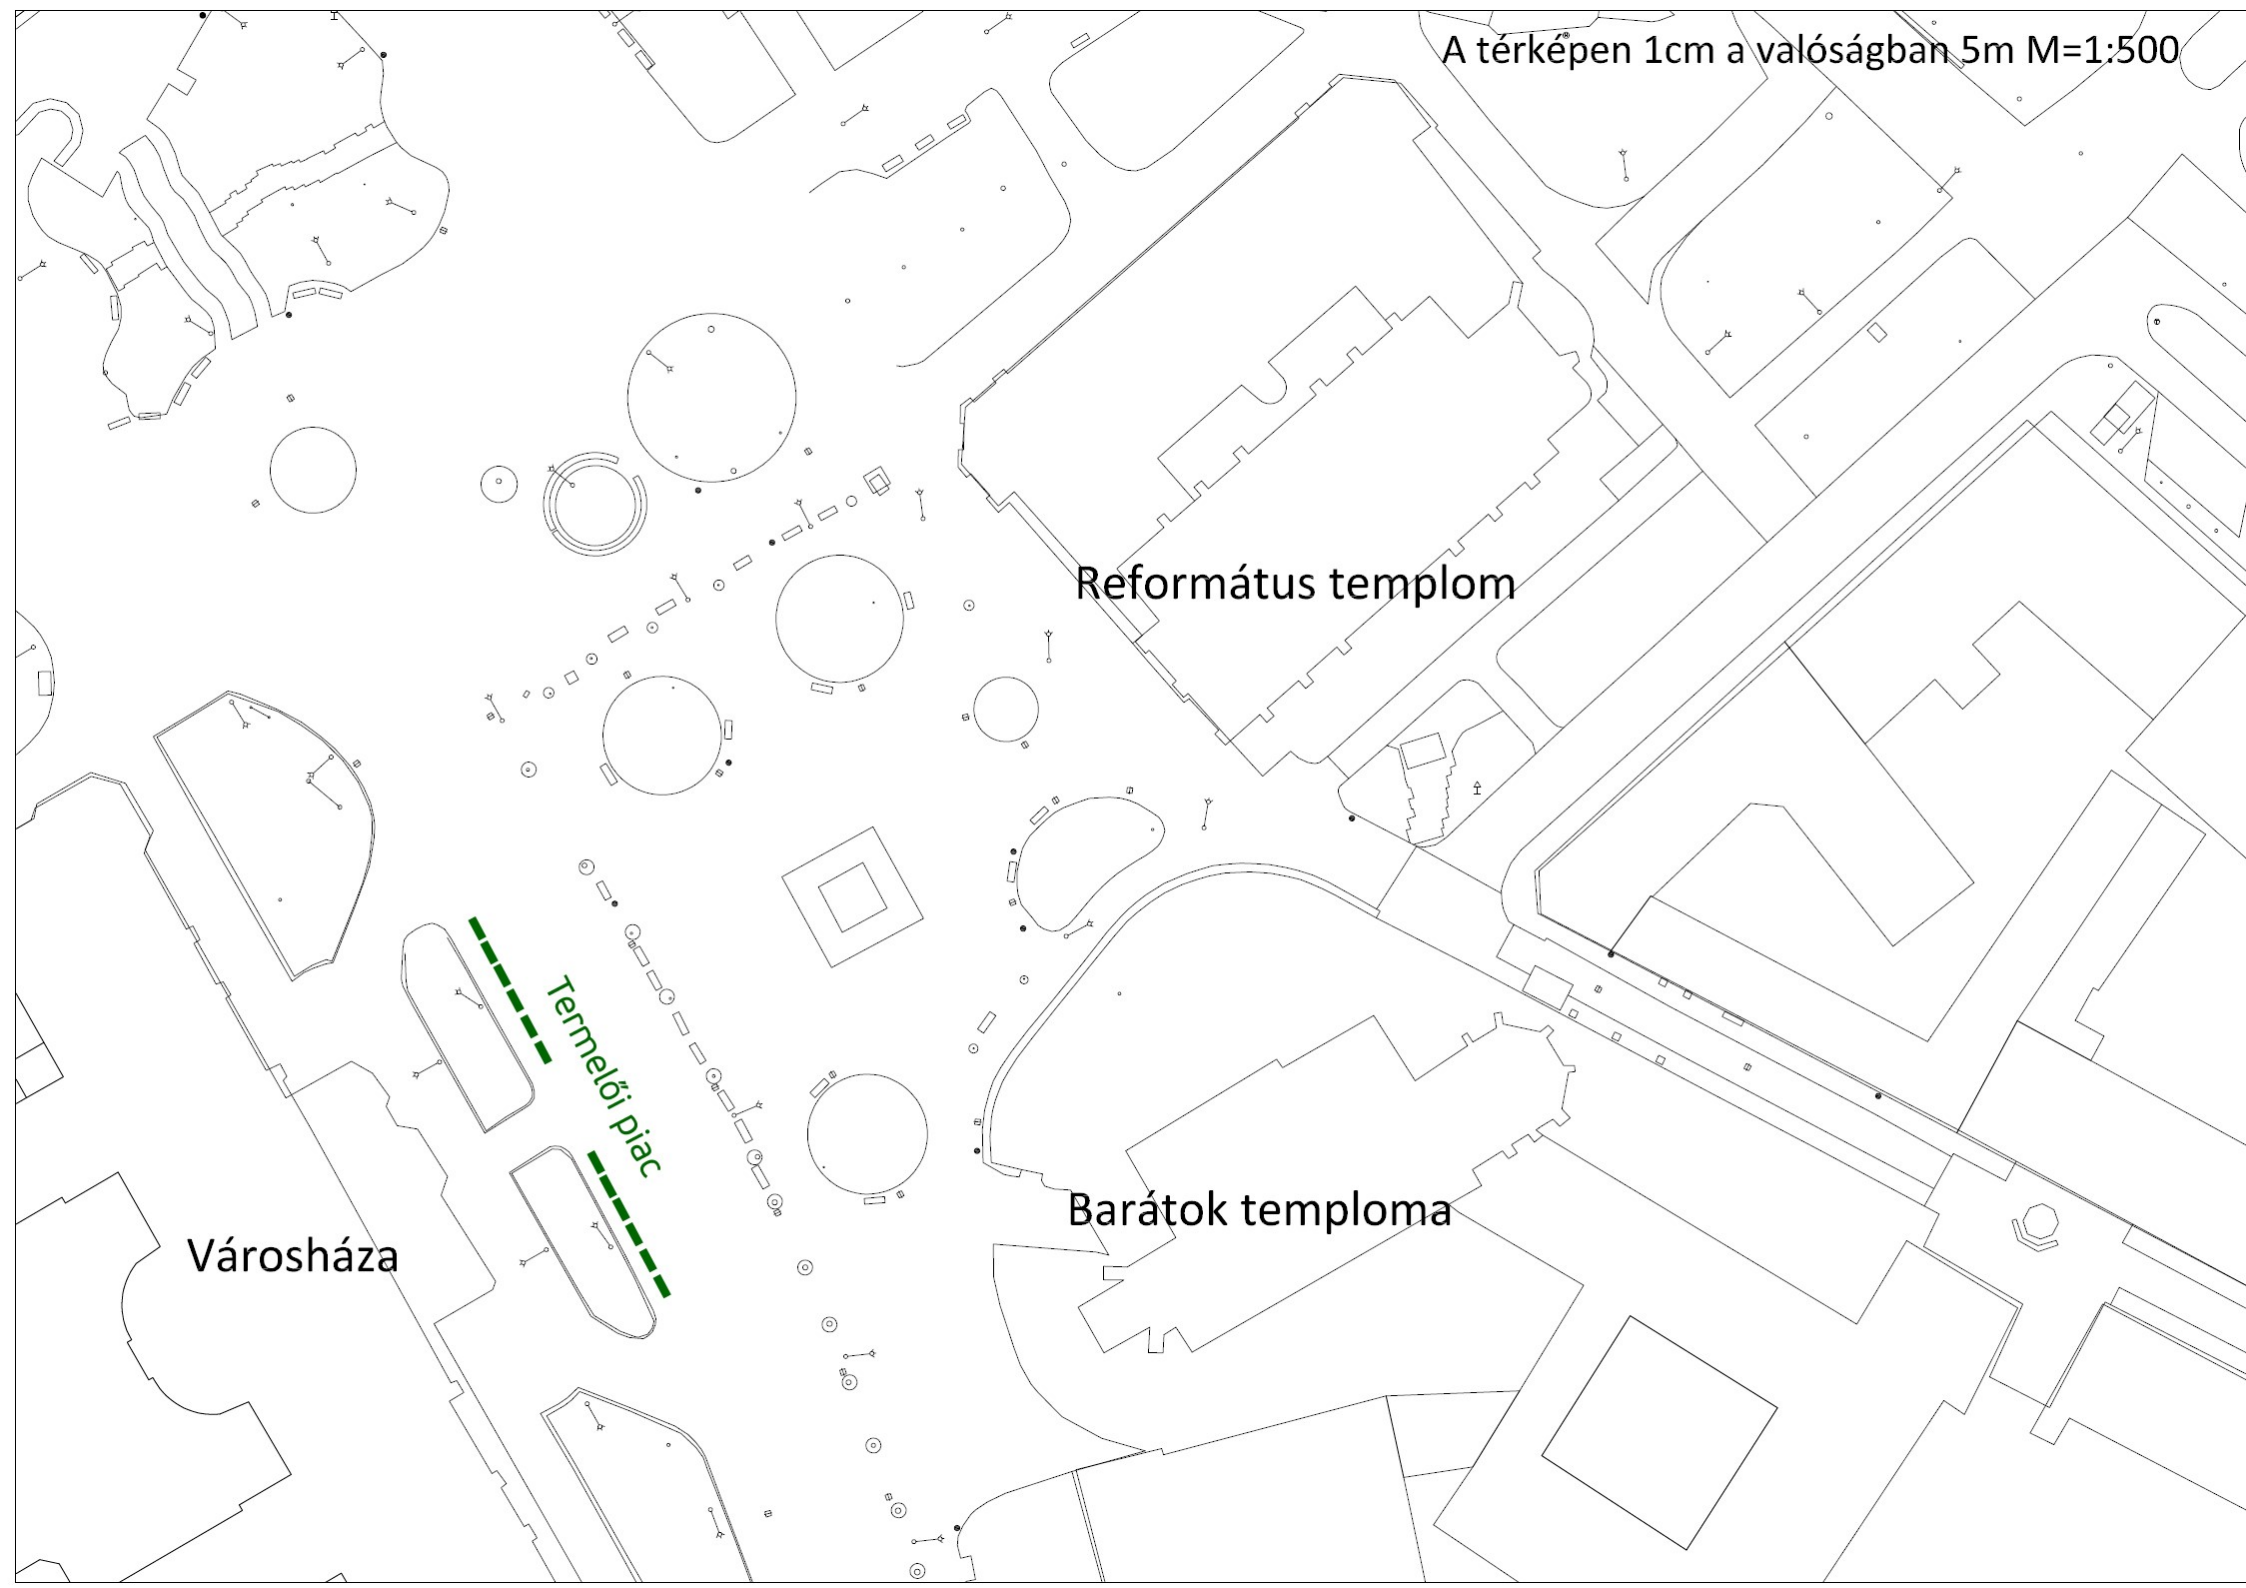 A térképen 1cm a valóságban 5m M=1:500
Református templom
Termelői piac
Barátok temploma
Városháza